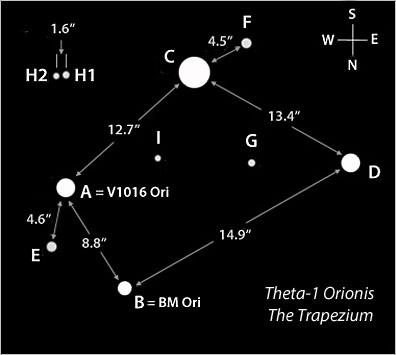 1.6"
F
S
C
4.5"
W E
H2 H1
N
13.4"
12.7"
I
G
D
A = V1016 Ori
4.6"
8.8"
14.9"
E
B = BM Ori
Theta-1 Orionis
The Trapezium